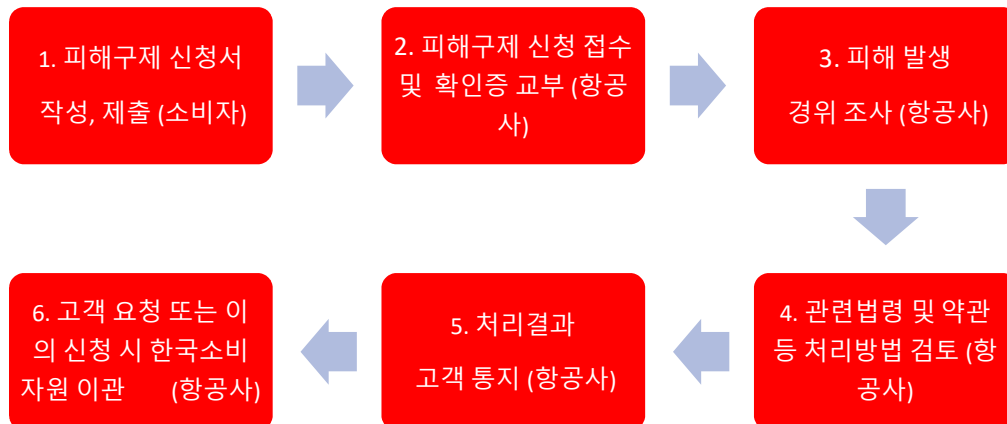 1. 피해구제 신청서
작성, 제출 (소비자)
2. 피해구제 신청 접수
및 확인증 교부 (항공
사)
3. 피해 발생
경위 조사 (항공사)
4. 관련법령 및 약관
등 처리방법 검토 (항
공사)
5. 처리결과
고객 통지 (항공사)
6. 고객 요청 또는 이
의 신청 시 한국소비
자원 이관 (항공사)